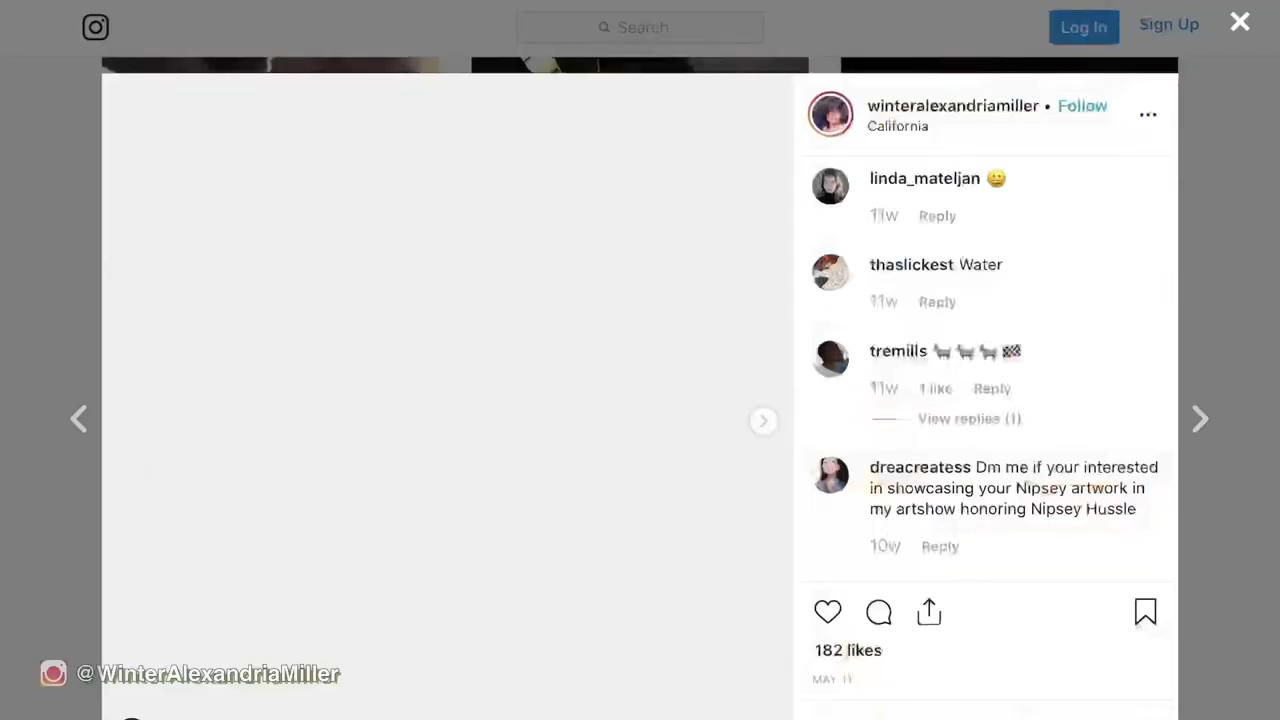 Search
Log In
Sign Up
winteralexandriamiller • Follow
California
linda_mateljan 😀
11w Reply
thaslickest Water
11w Reply
tremills 🐐🐐🐐🏁
11w 1 like Reply
View replies (1)
dreacreatess Dm me if your interested
in showcasing your Nipsey artwork in
my artshow honoring Nipsey Hussle
10w Reply
182 likes
MAY 11
@WinterAlexandriaMiller